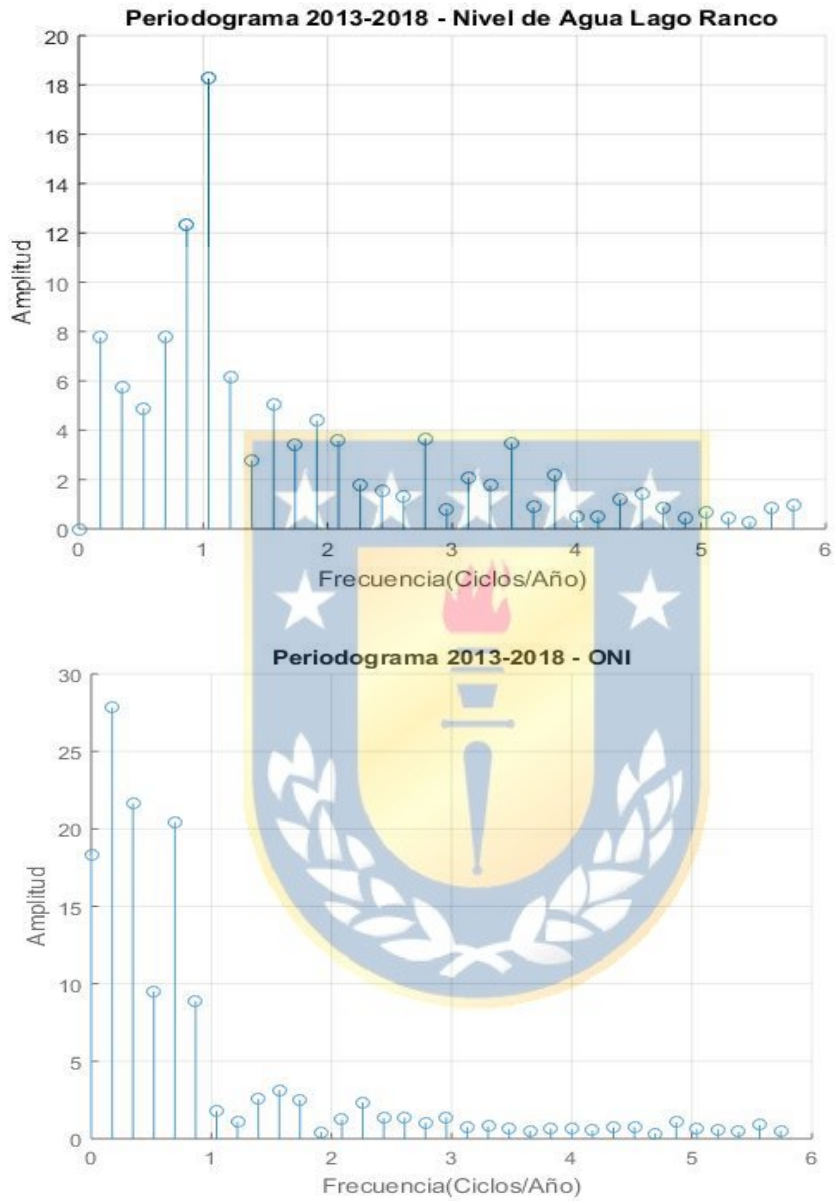 Periodograma 2013-2018 - Nivel de Agua Lago Ranco
20
18
16
14
12
10
8
6
4
2
0
Amplitud
0 1 2 3 4 5 6
Frecuencia(Ciclos/Año)
Periodograma 2013-2018 - ONI
30
25
20
15
10
5
0
Amplitud
0 1 2 3 4 5 6
Frecuencia(Ciclos/Año)